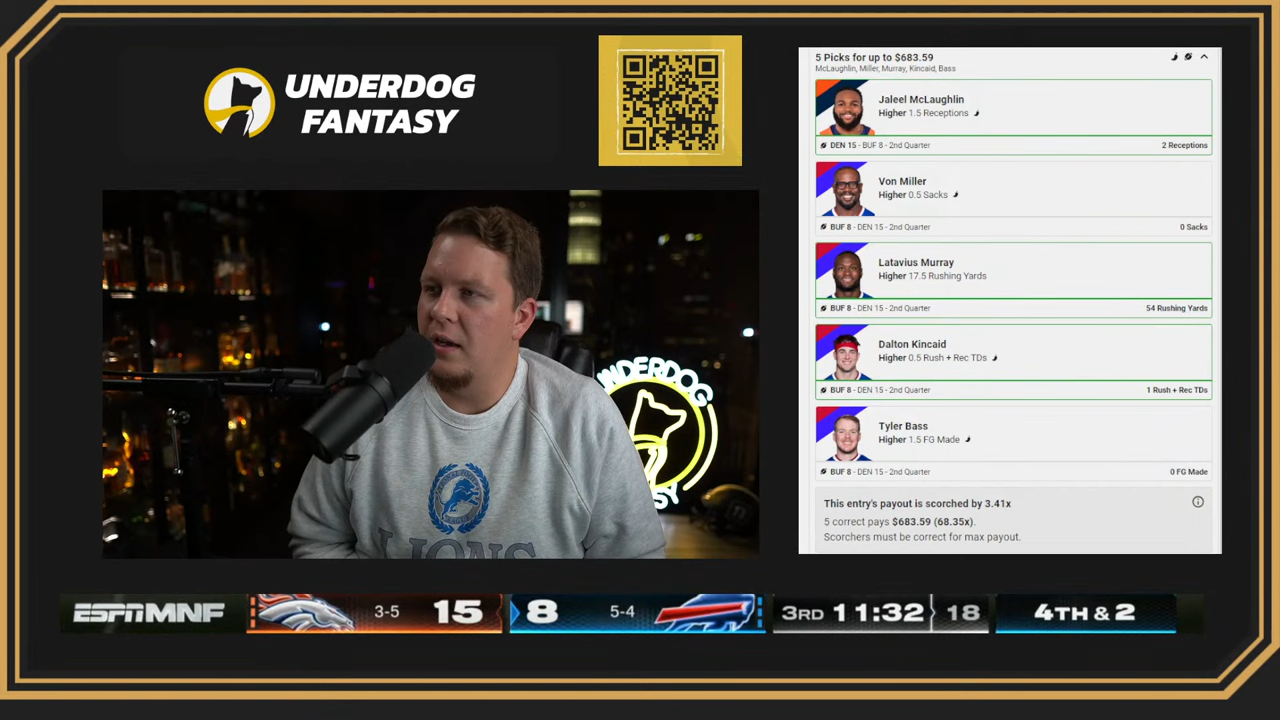 UNDERDOG
FANTASY
5 Picks for up to $683.59
McLaughlin, Miller, Murray, Kincaid, Bass
Jaleel McLaughlin
Higher 1.5 Receptions
DEN 15 - BUF 8 - 2nd Quarter
2 Receptions
Von Miller
Higher 0.5 Sacks
BUF 8 - DEN 15 - 2nd Quarter
0 Sacks
Latavius Murray
Higher 17.5 Rushing Yards
BUF 8 - DEN 15 - 2nd Quarter
54 Rushing Yards
Dalton Kincaid
Higher 0.5 Rush + Rec TDs
BUF 8 - DEN 15 - 2nd Quarter
1 Rush + Rec TDs
Tyler Bass
Higher 1.5 FG Made
BUF 8 - DEN 15 - 2nd Quarter
0 FG Made
This entry's payout is scorched by 3.41x
5 correct pays $683.59 (68.35x).
Scorchers must be correct for max payout.
UNDERDOG
LIONS
ESPN MNF 3-5 15 8 5-4 3RD 11:32 18 4TH & 2